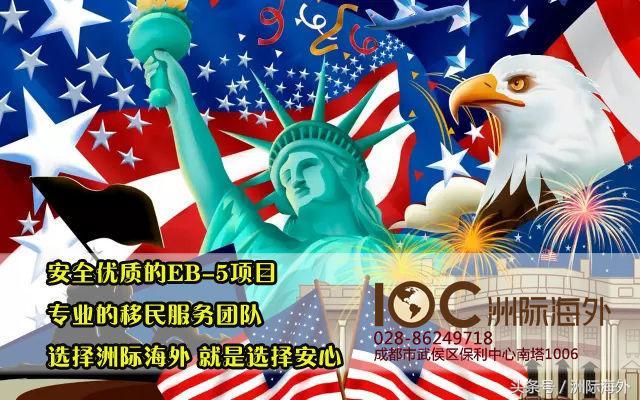 安全优质的EB-5项目
专业的移民服务团队
选择洲际海外 就是选择安心
IOC 洲际海外
028-86249718
成都市武侯区保利中心南塔1006
头条号 / 洲际海外